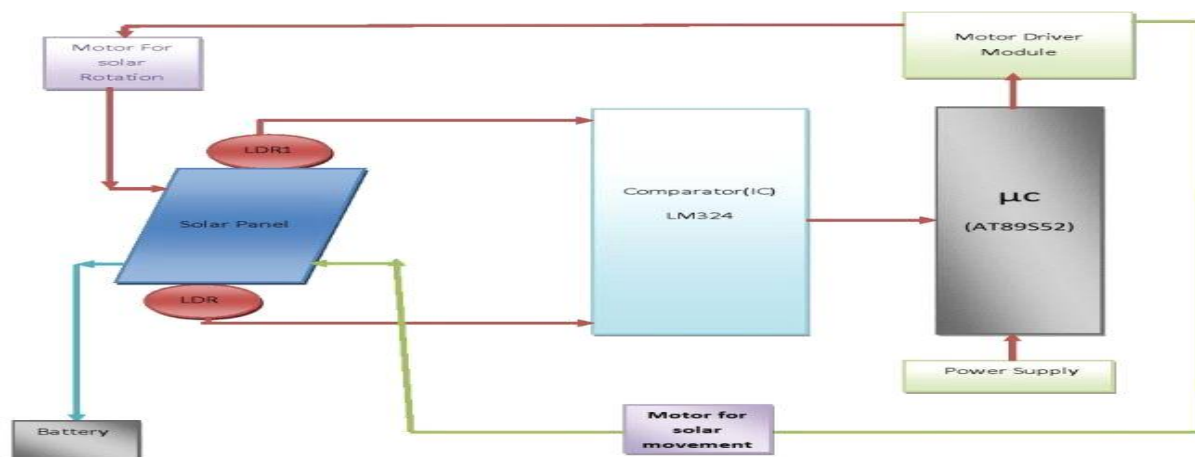 Motor For
solar
Rotation
Motor Driver
Module
LDR1
Solar Panel
LDR
Comparator(IC)
LM324
µc
(AT89S52)
Power Supply
Battery
Motor for
solar
movement